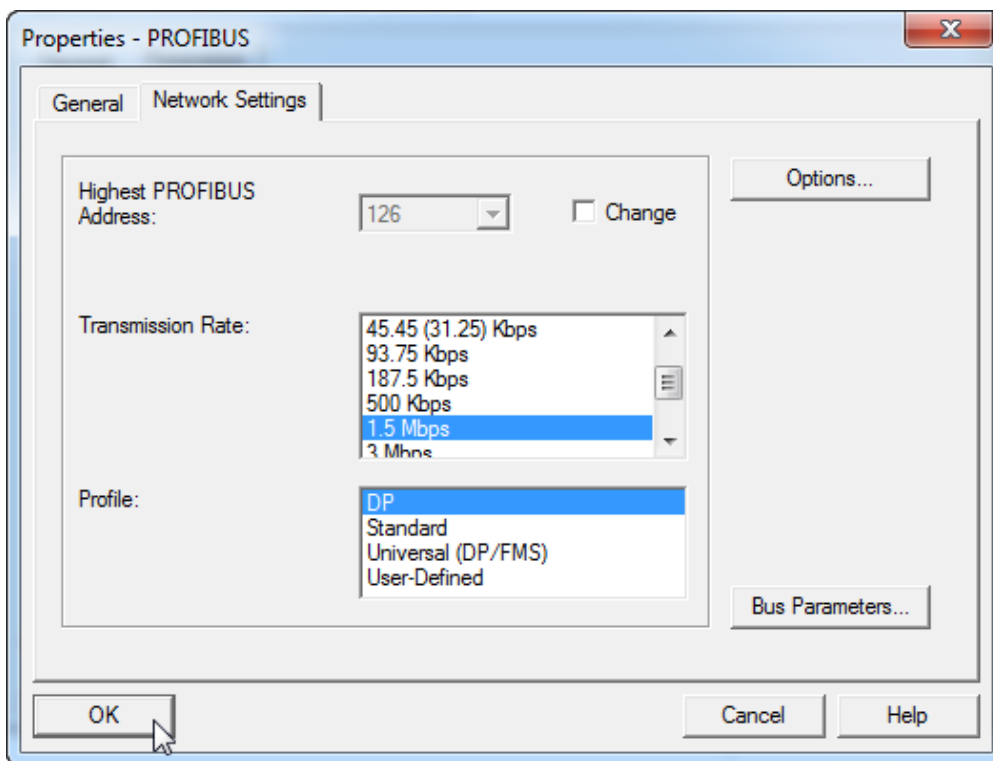 Properties - PROFIBUS
General
Network Settings
Highest PROFIBUS
Address:
126
Change
Options...
Transmission Rate:
45.45 (31.25) Kbps
93.75 Kbps
187.5 Kbps
500 Kbps
1.5 Mbps
3 Mbps
Profile:
DP
Standard
Universal (DP/FMS)
User-Defined
Bus Parameters...
OK
Cancel
Help